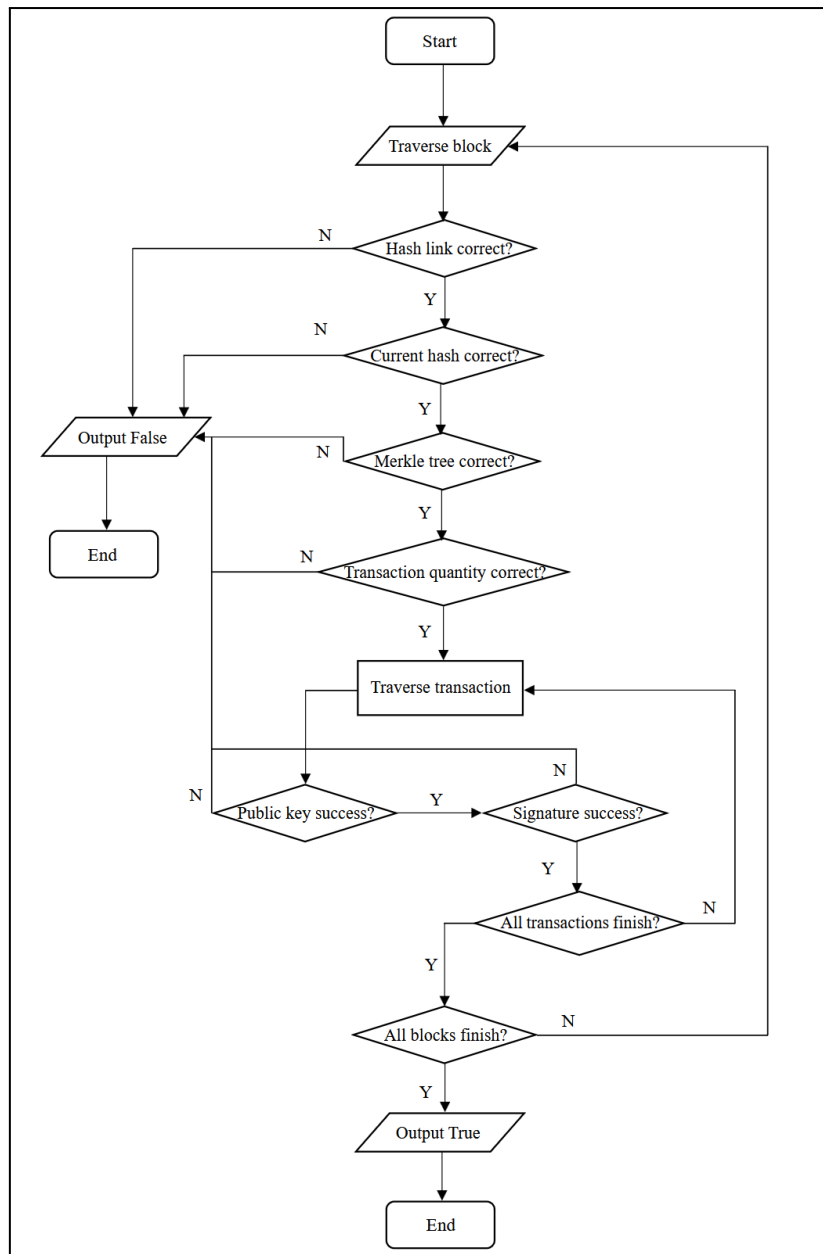 Start
Traverse block
N
Hash link correct?
Y
N
Current hash correct?
Y
Output False
N
Merkle tree correct?
Y
End
N
Transaction quantity correct?
Y
Traverse transaction
N
N
Public key success?
Y
Signature success?
Y
All transactions finish?
N
Y
All blocks finish?
N
Y
Output True
End